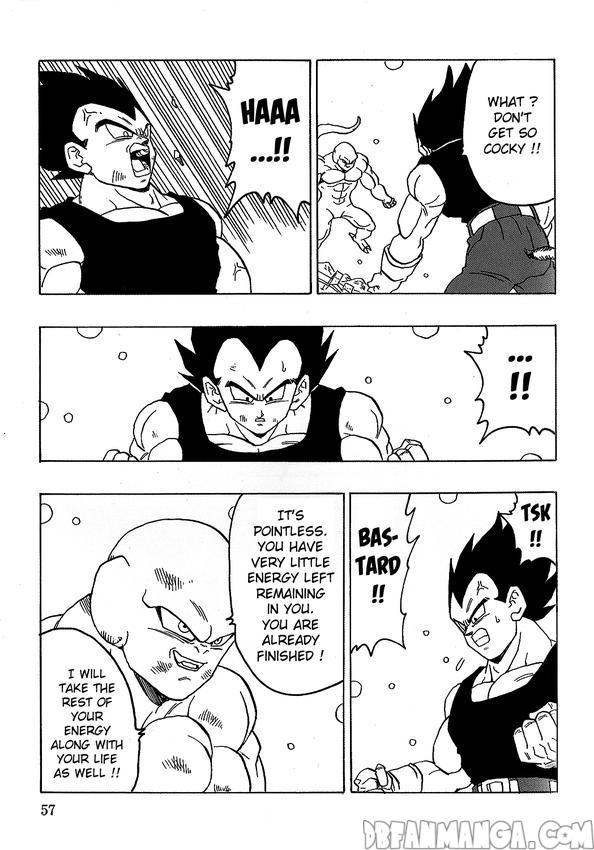 WHAT ?
DON'T
GET SO
COCKY !!
HAAA
...!!
...
!!
TSK
!!
BAS-
TARD
!!
IT'S
POINTLESS.
YOU HAVE
VERY LITTLE
ENERGY LEFT
REMAINING
IN YOU.
YOU ARE
ALREADY
FINISHED !
I WILL
TAKE THE
REST OF
YOUR
ENERGY
ALONG WITH
YOUR LIFE
AS WELL !!
57
DBFANMANGA.COM